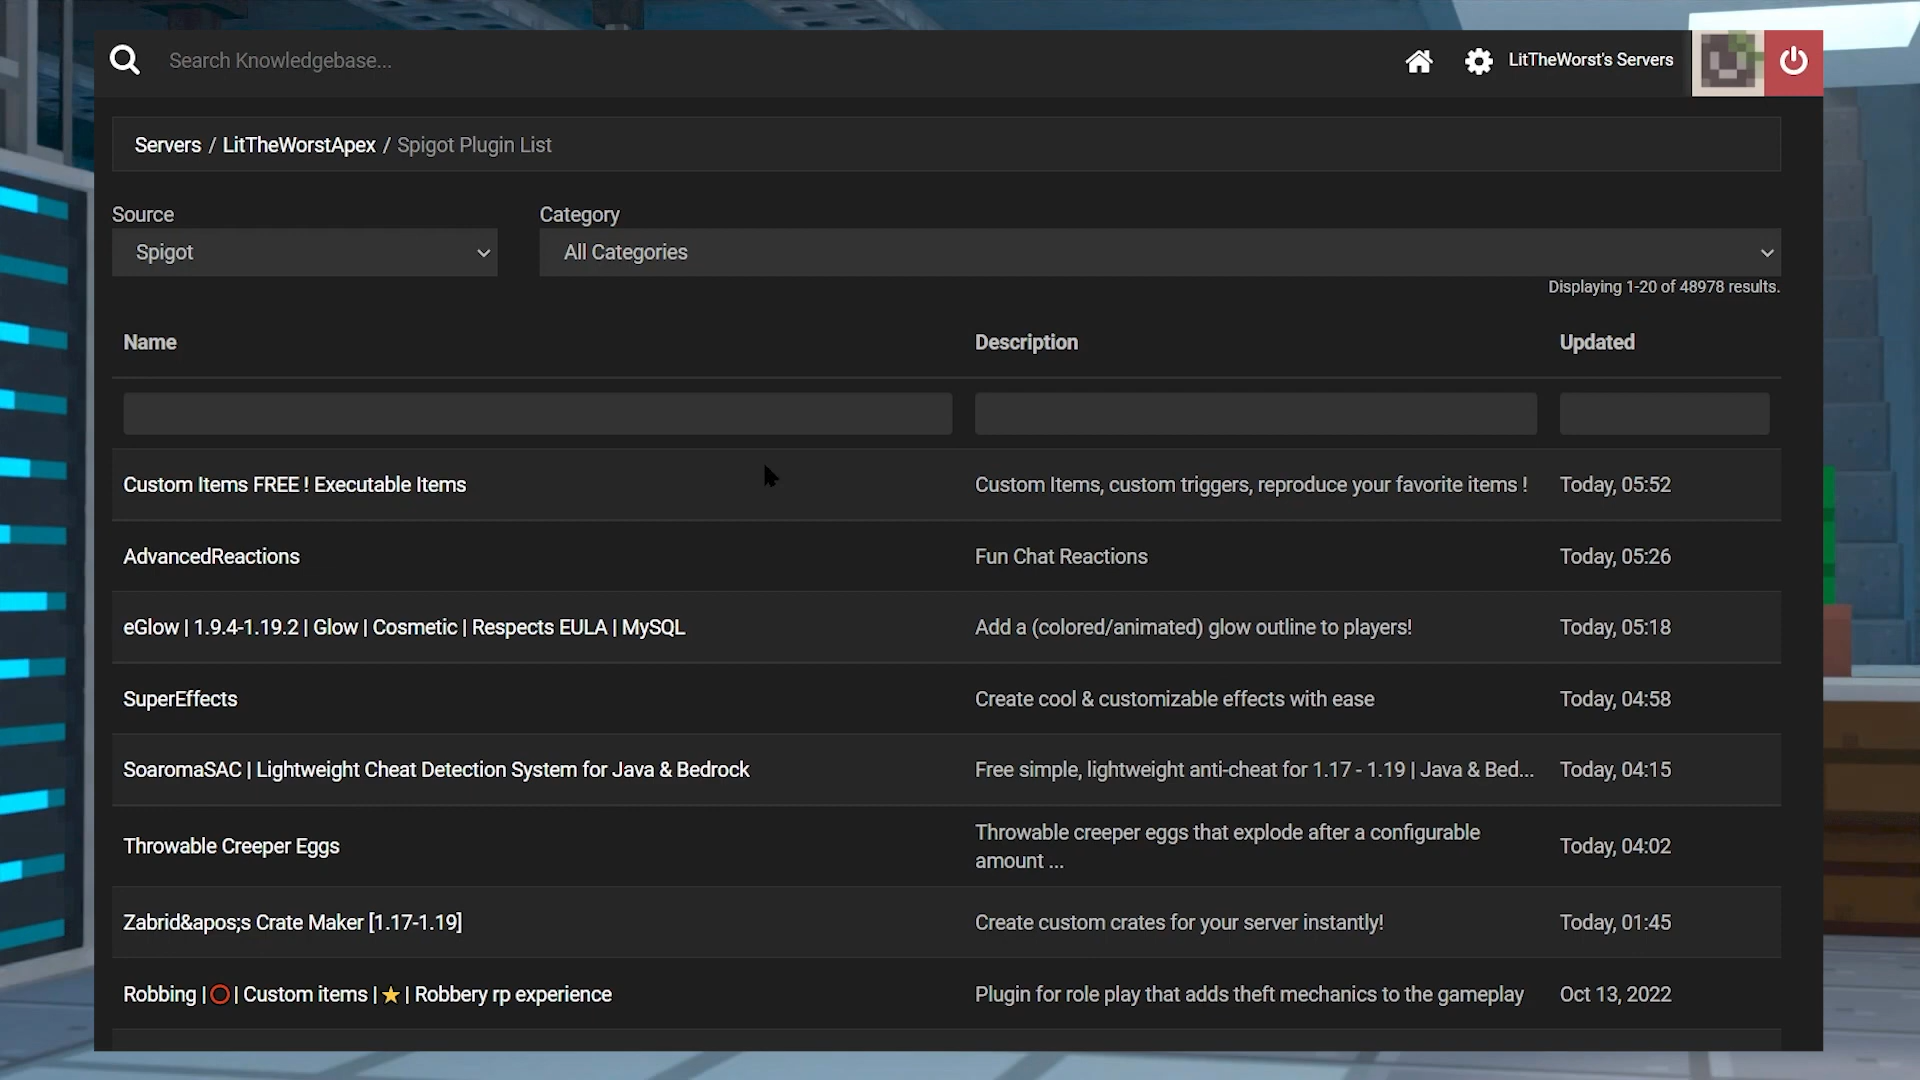 Search Knowledgebase...
LitTheWorst's Servers
Servers / LitTheWorstApex / Spigot Plugin List
Source
Category
Spigot
All Categories
Displaying 1-20 of 48978 results.
Name
Description
Updated
Custom Items FREE ! Executable Items
Custom Items, custom triggers, reproduce your favorite items !
Today, 05:52
AdvancedReactions
Fun Chat Reactions
Today, 05:26
eGlow | 1.9.4-1.19.2 | Glow | Cosmetic | Respects EULA | MySQL
Add a (colored/animated) glow outline to players!
Today, 05:18
SuperEffects
Create cool & customizable effects with ease
Today, 04:58
SoaromaSAC | Lightweight Cheat Detection System for Java & Bedrock
Free simple, lightweight anti-cheat for 1.17 - 1.19 | Java & Bed...
Today, 04:15
Throwable Creeper Eggs
Throwable creeper eggs that explode after a configurable
amount ...
Today, 04:02
Zabrid&apos;s Crate Maker [1.17-1.19]
Create custom crates for your server instantly!
Today, 01:45
Robbing |⭕| Custom items |⭐| Robbery rp experience
Plugin for role play that adds theft mechanics to the gameplay
Oct 13, 2022